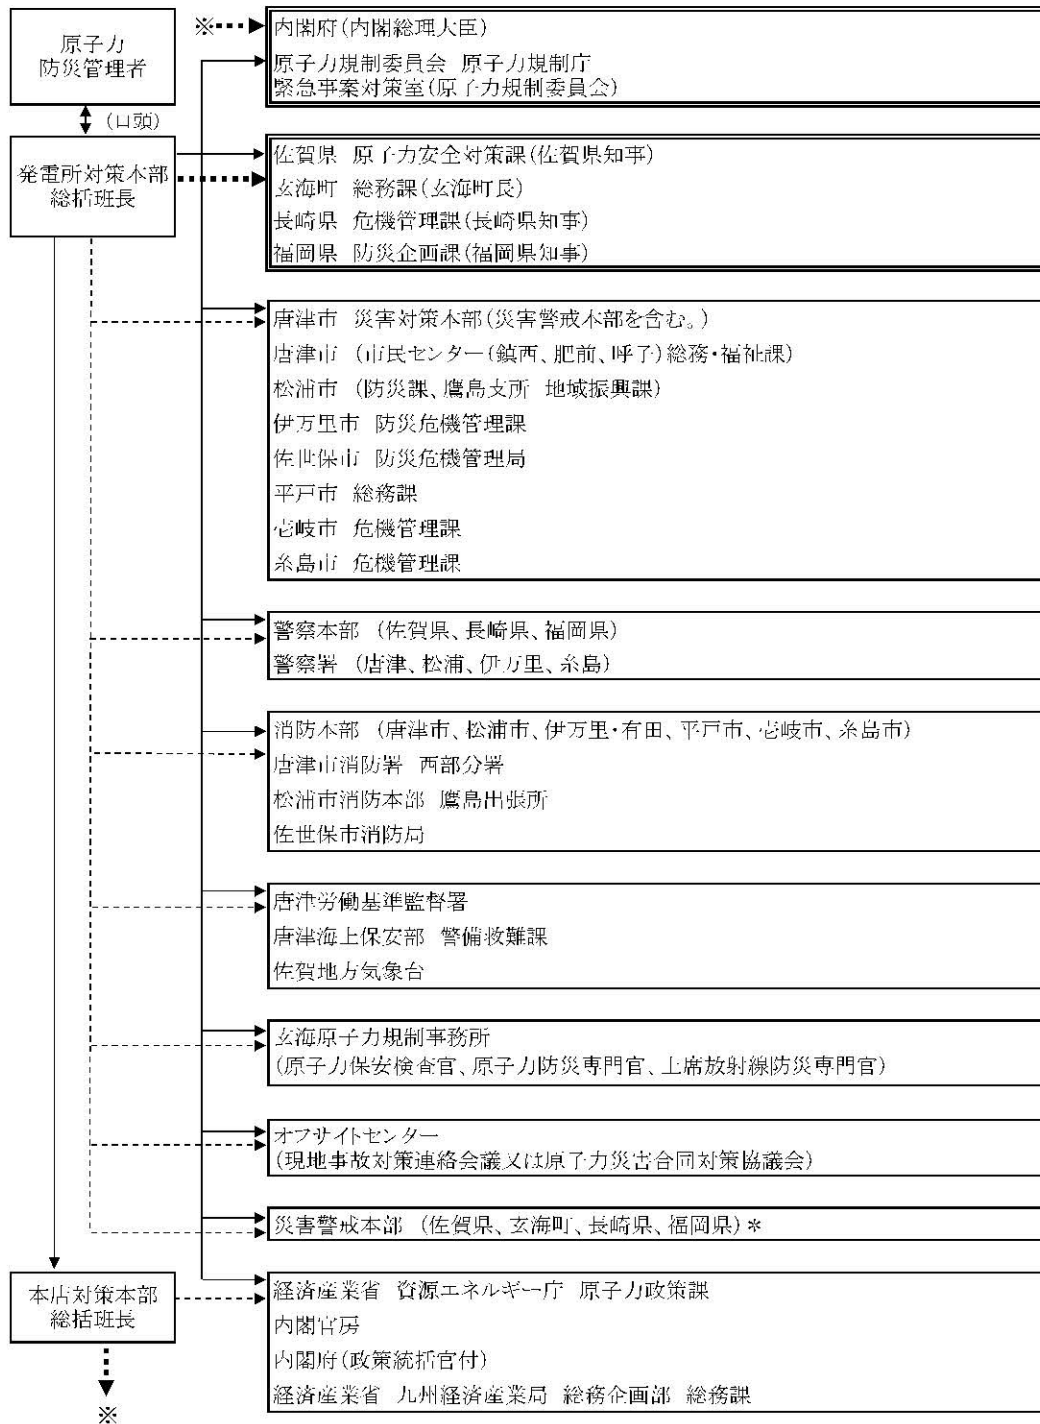 原子力
防災管理者
(口頭)
発電所対策本部
総括班長
※
内閣府(内閣総理大臣)
原子力規制委員会 原子力規制庁
緊急事案対策室(原子力規制委員会)
佐賀県 原子力安全対策課(佐賀県知事)
玄海町 総務課(玄海町長)
長崎県 危機管理課(長崎県知事)
福岡県 防災企画課(福岡県知事)
唐津市 災害対策本部(災害警戒本部を含む。)
唐津市 (市民センター(鎮西、肥前、呼子)総務・福祉課)
松浦市 (防災課、鷹島支所 地域振興課)
伊万里市 防災危機管理課
佐世保市 防災危機管理局
平戸市 総務課
壱岐市 危機管理課
糸島市 危機管理課
警察本部 (佐賀県、長崎県、福岡県)
警察署 (唐津、松浦、伊万里、糸島)
消防本部 (唐津市、松浦市、伊万里・有田、平戸市、壱岐市、糸島市)
唐津市消防署 西部分署
松浦市消防本部 鷹島出張所
佐世保市消防局
唐津労働基準監督署
唐津海上保安部 警備救難課
佐賀地方気象台
玄海原子力規制事務所
(原子力保安検査官、原子力防災専門官、上席放射線防災専門官)
オフサイトセンター
(現地事故対策連絡会議又は原子力災害合同対策協議会)
災害警戒本部 (佐賀県、玄海町、長崎県、福岡県)*
本店対策本部
総括班長
※
経済産業省 資源エネルギー庁 原子力政策課
内閣官房
内閣府(政策統括官付)
経済産業省 九州経済産業局 総務企画部 総務課